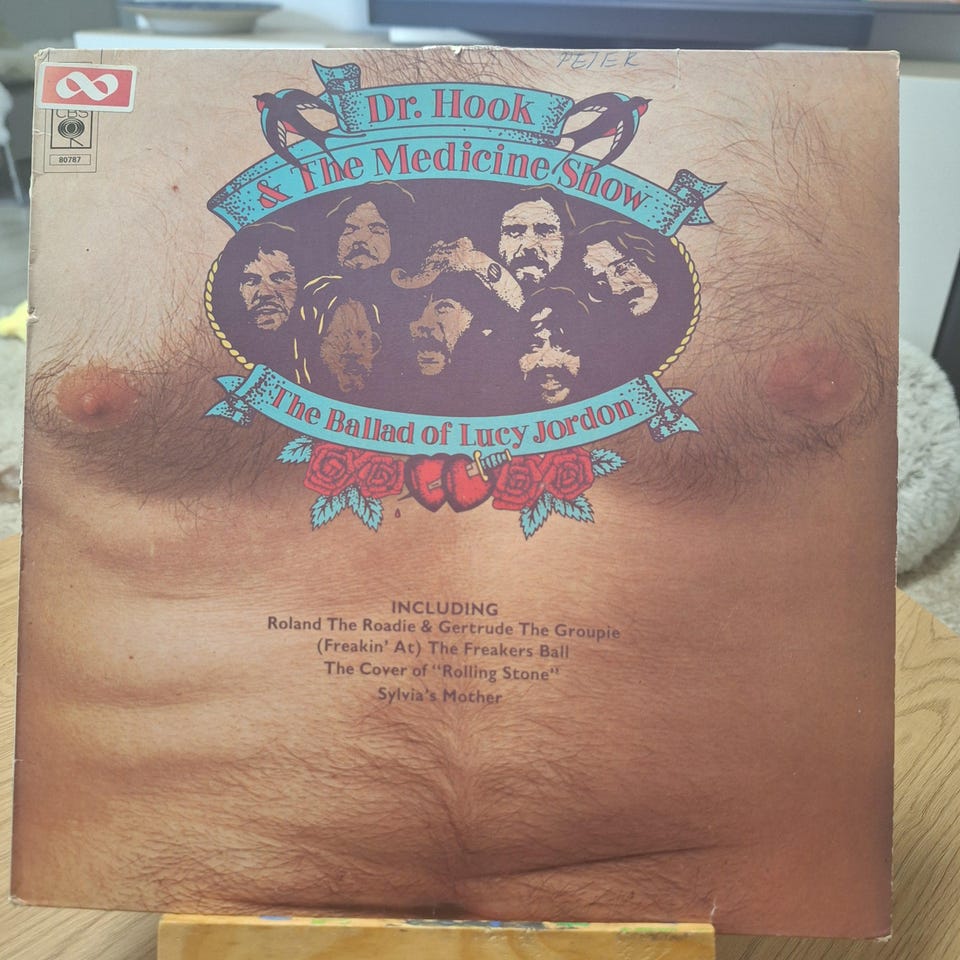 PETER
CBS
80787
Dr. Hook
& The Medicine Show
The Ballad of Lucy Jordon
INCLUDING
Roland The Roadie & Gertrude The Groupie
(Freakin' At) The Freakers Ball
The Cover of "Rolling Stone"
Sylvia's Mother